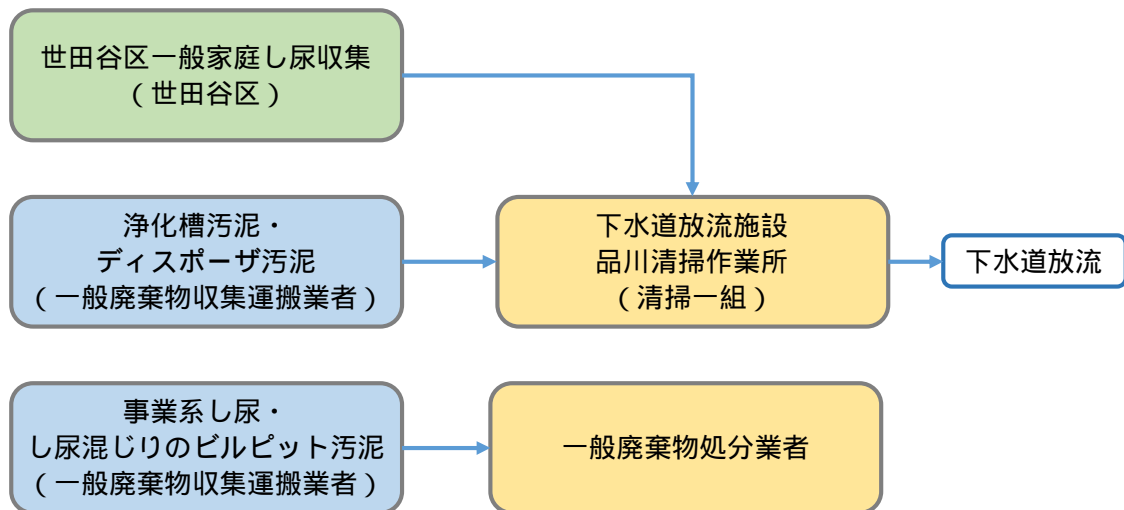 世田谷区一般家庭し尿収集
（世田谷区）
浄化槽汚泥・
ディスポーザ汚泥
（一般廃棄物収集運搬業者）
下水道放流施設
品川清掃作業所
（清掃一組）
下水道放流
事業系し尿・
し尿混じりのビルピット汚泥
（一般廃棄物収集運搬業者）
一般廃棄物処分業者